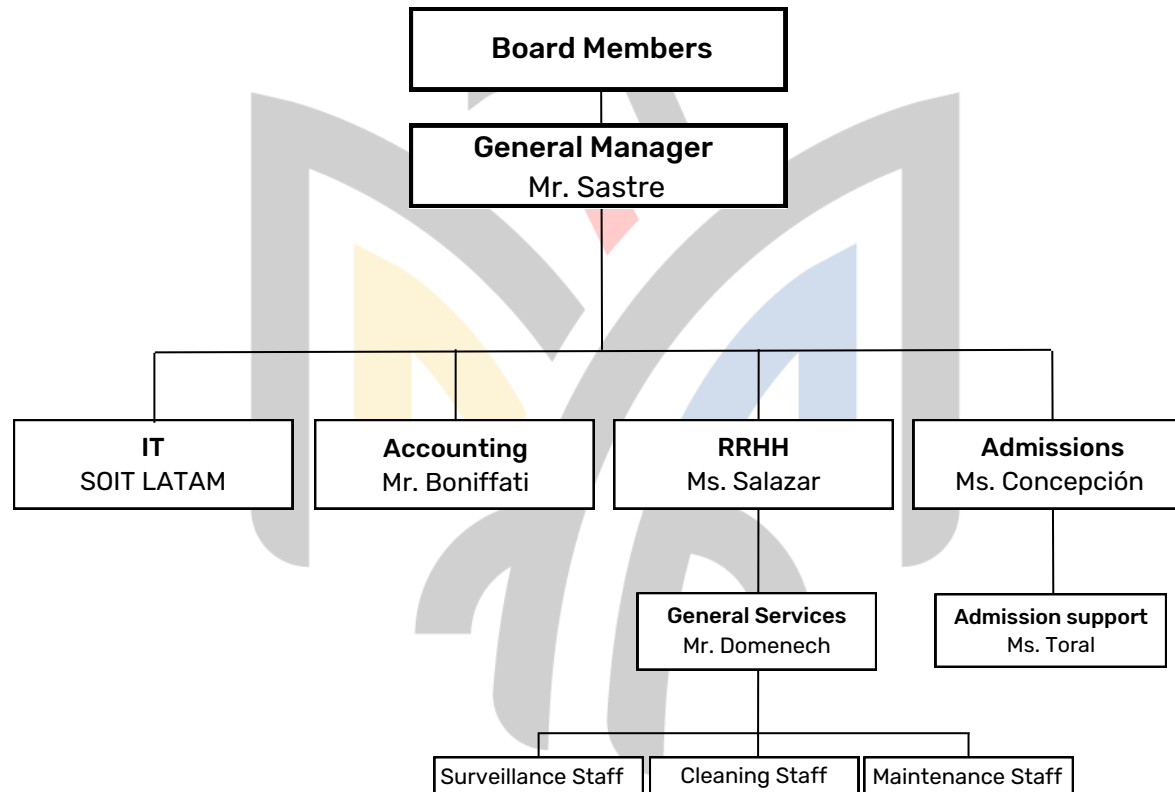 Board Members
General Manager
Mr. Sastre
IT
SOIT LATAM
Accounting
Mr. Boniffati
RRHH
Ms. Salazar
Admissions
Ms. Concepción
General Services
Mr. Domenech
Admission support
Ms. Toral
Surveillance Staff
Cleaning Staff
Maintenance Staff